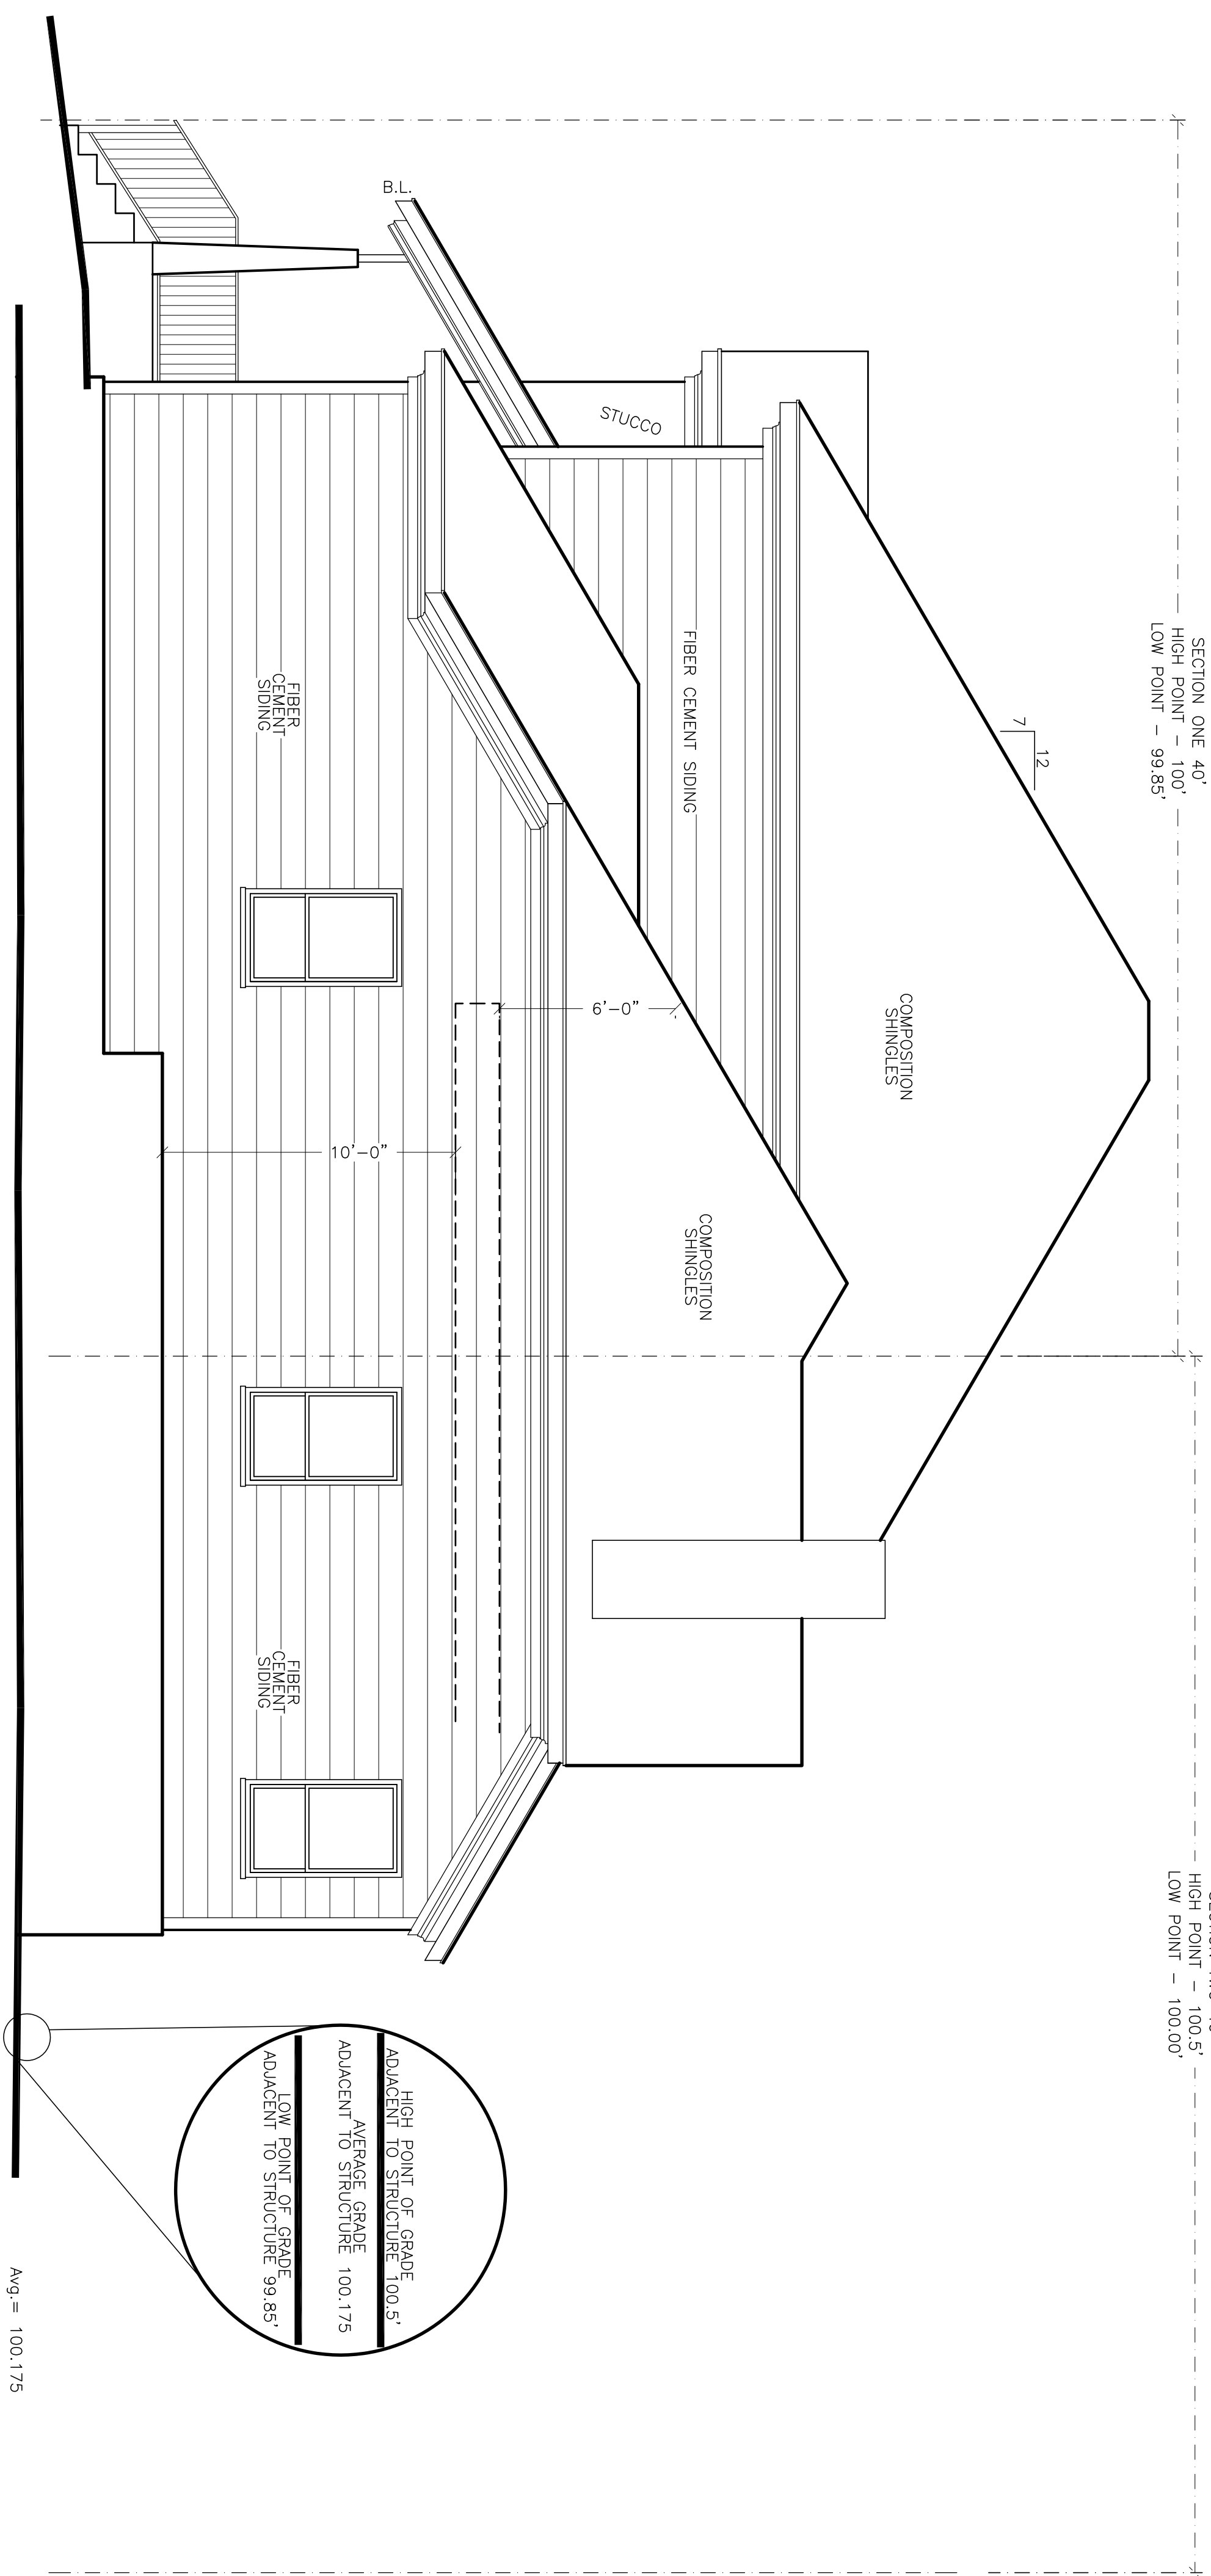 SECTION ONE 40'
HIGH POINT - 100'
LOW POINT - 99.85'
HIGH POINT - 100.5'
LOW POINT - 100.00'
7
12
B.L.
STUCCO
FIBER CEMENT SIDING
COMPOSITION
SHINGLES
COMPOSITION
SHINGLES
6'-0"
10'-0"
FIBER
CEMENT
SIDING
FIBER
CEMENT
SIDING
HIGH POINT OF GRADE
ADJACENT TO STRUCTURE 100.5'
AVERAGE GRADE
ADJACENT TO STRUCTURE 100.175
LOW POINT OF GRADE
ADJACENT TO STRUCTURE 99.85'
Avg.= 100.175